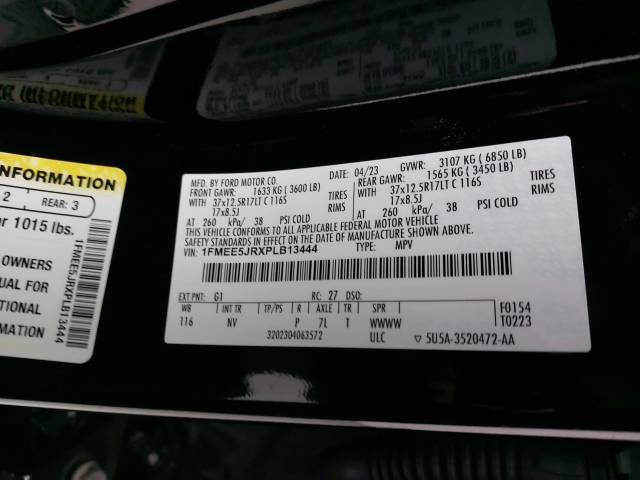 INFORMATION
2 REAR: 3
1015 lbs.
OWNERS
MATION
1FMEE5JRXPLB13444
MFD. BY FORD MOTOR CO.
04/23 GVWR: 3107 KG ( 6850 LB)
FRONT GAWR: 1633 KG ( 3600 LB)
REAR GAWR: 1565 KG ( 3450 LB)
WITH 37x12.5R17LT C 116S TIRES
WITH 37x12.5R17LT C 116S TIRES
17x8.5J RIMS
17x8.5J RIMS
AT 260 kPa/ 38 PSI COLD
AT 260 kPa/ 38 PSI COLD
THIS VEHICLE CONFORMS TO ALL APPLICABLE FEDERAL MOTOR VEHICLE
SAFETY STANDARDS IN EFFECT ON THE DATE OF MANUFACTURE SHOWN ABOVE.
VIN: 1FMEE5JRXPLB13444
TYPE: MPV
EXT PNT: G1 RC: 27 DSO:
WB INT TR TP/PS R AXLE TR SPR
116 NV P 7L T WWWW
F0154
T0223
3202304063572 ULC ▽ 5U5A-3520472-AA